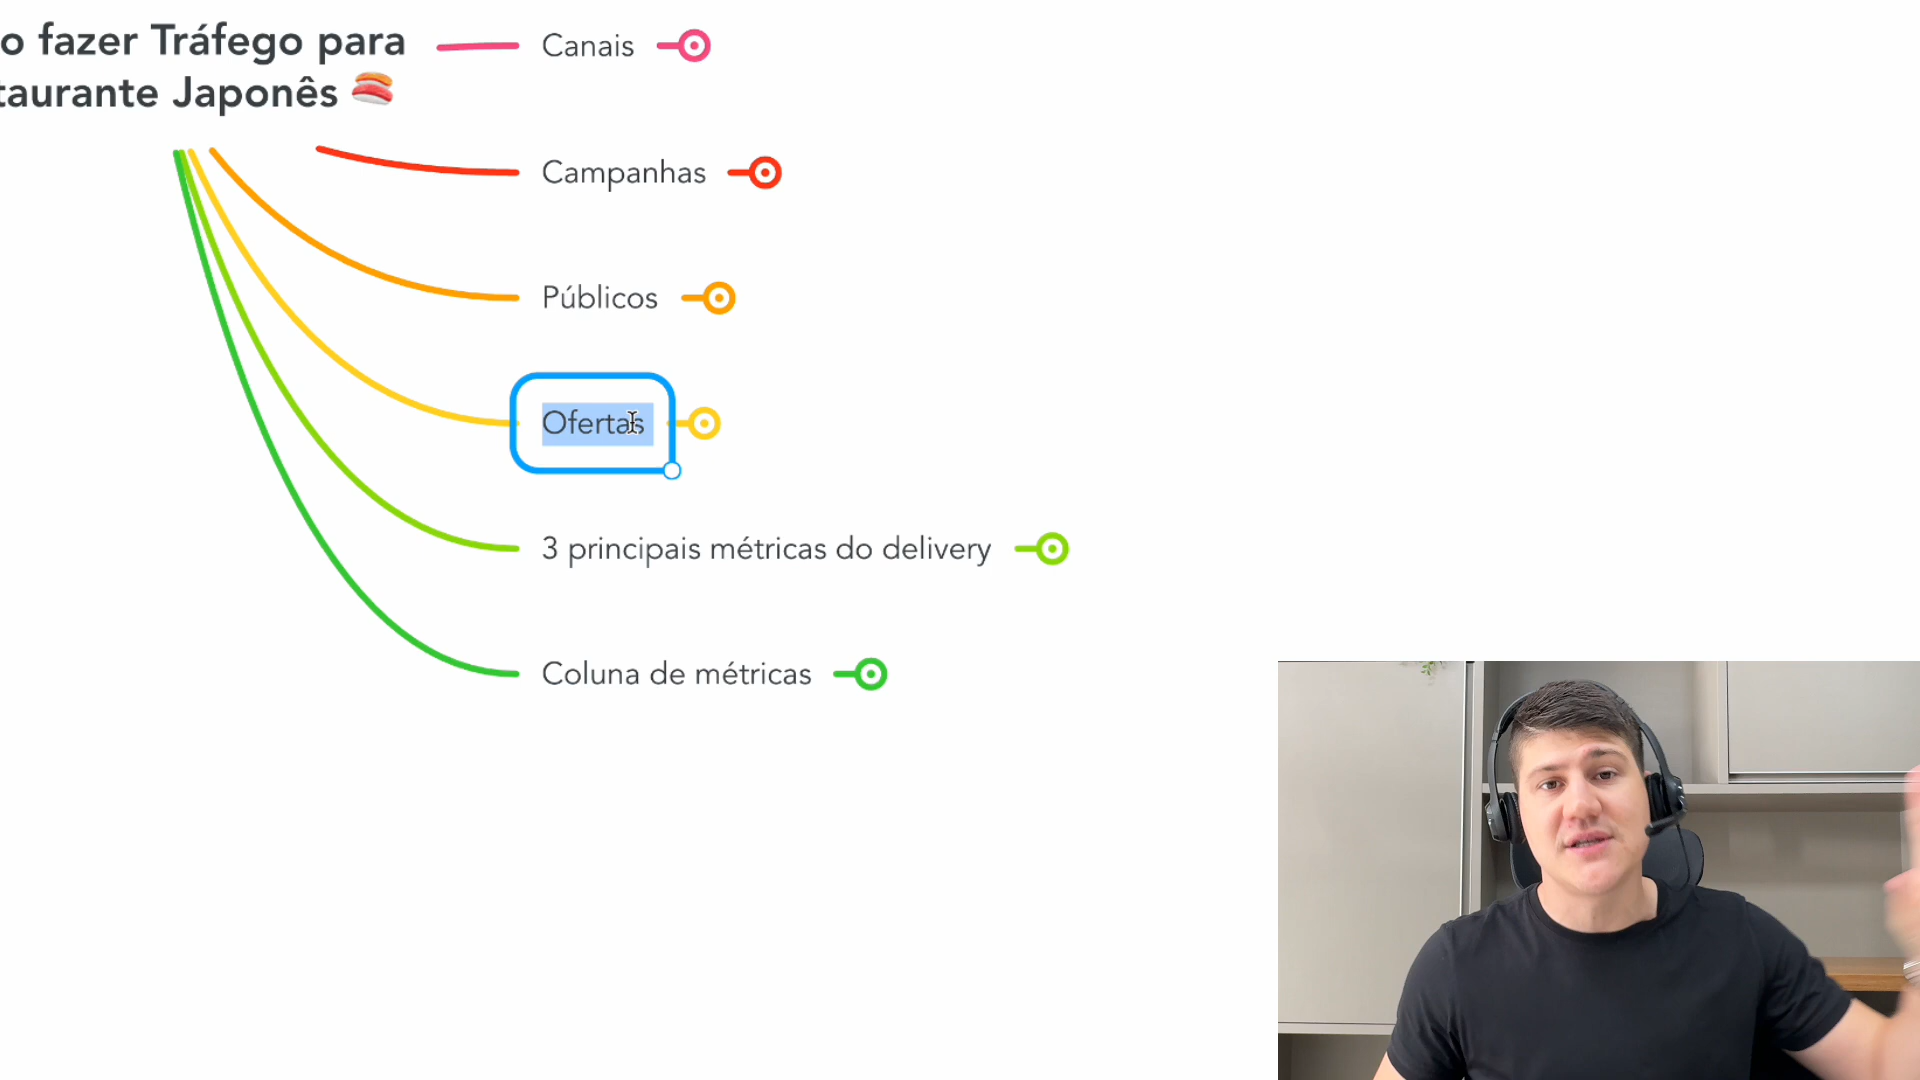 o fazer Tráfego para
taurante Japonês 🍣
Canais
Campanhas
Públicos
Ofertas
3 principais métricas do delivery
Coluna de métricas